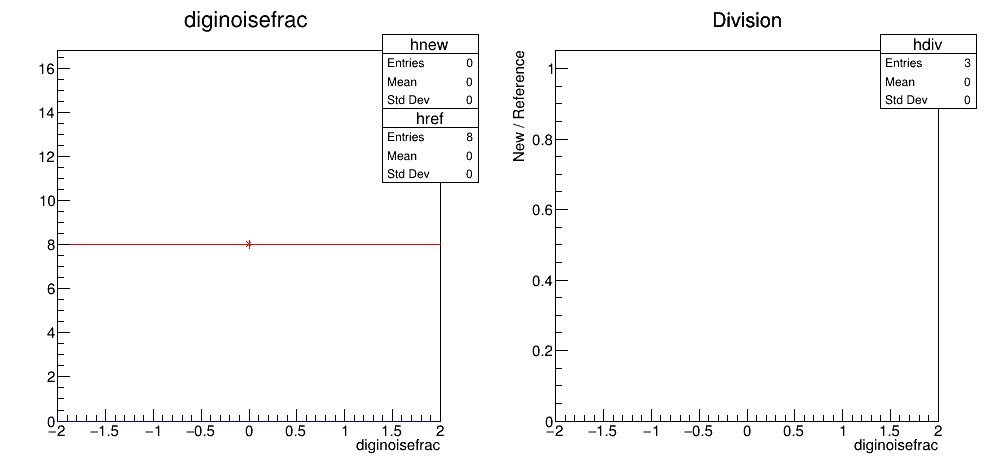 diginoisefrac
hnew
Entries 0
Mean 0
Std Dev 0
href
Entries 8
Mean 0
Std Dev 0
16
14
12
10
8
6
4
2
0
−2 −1.5 −1 −0.5 0 0.5 1 1.5 2
diginoisefrac
Division
hdiv
Entries 3
Mean 0
Std Dev 0
New / Reference
1
0.8
0.6
0.4
0.2
0
−2 −1.5 −1 −0.5 0 0.5 1 1.5 2
diginoisefrac